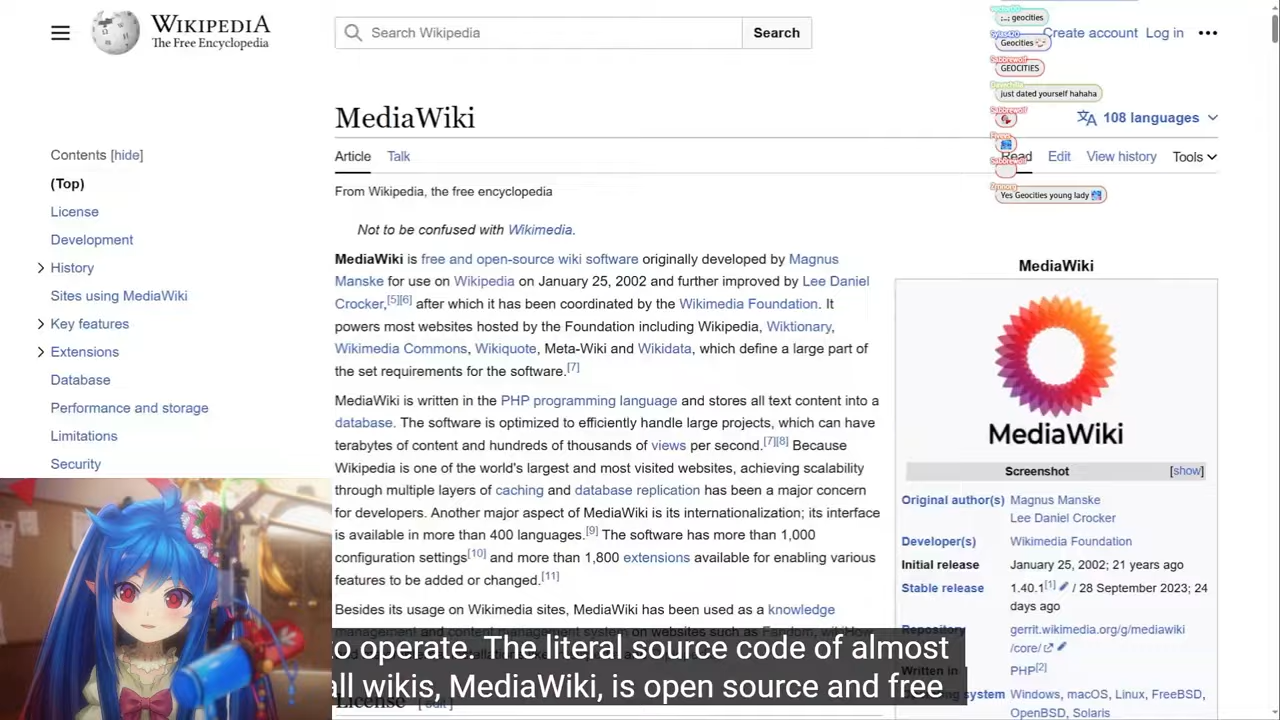 WIKIPEDIA
The Free Encyclopedia
Search Wikipedia
Search
Create account
Log in
geocities
Geocities
GEOCITIES
just dated yourself hahaha
Yes Geocities young lady
Contents [hide]
(Top)
License
Development
History
Sites using MediaWiki
Key features
Extensions
Database
Performance and storage
Limitations
Security
MediaWiki
108 languages
Article
Talk
Read
Edit
View history
Tools
From Wikipedia, the free encyclopedia
Not to be confused with Wikimedia.
MediaWiki is free and open-source wiki software originally developed by Magnus
Manske for use on Wikipedia on January 25, 2002 and further improved by Lee Daniel
Crocker,[5][6] after which it has been coordinated by the Wikimedia Foundation. It
powers most websites hosted by the Foundation including Wikipedia, Wiktionary,
Wikimedia Commons, Wikiquote, Meta-Wiki and Wikidata, which define a large part of
the set requirements for the software.[7]
MediaWiki is written in the PHP programming language and stores all text content into a
database. The software is optimized to efficiently handle large projects, which can have
terabytes of content and hundreds of thousands of views per second.[7][8] Because
Wikipedia is one of the world's largest and most visited websites, achieving scalability
through multiple layers of caching and database replication has been a major concern
for developers. Another major aspect of MediaWiki is its internationalization; its interface
is available in more than 400 languages.[9] The software has more than 1,000
configuration settings[10] and more than 1,800 extensions available for enabling various
features to be added or changed.[11]
Besides its usage on Wikimedia sites, MediaWiki has been used as a knowledge
management and content management system on websites such as Fandom, wikiHow
License [edit]
MediaWiki
MediaWiki
Screenshot [show]
Original author(s) Magnus Manske
Lee Daniel Crocker
Developer(s) Wikimedia Foundation
Initial release January 25, 2002; 21 years ago
Stable release 1.40.1[1] / 28 September 2023; 24
days ago
Repository gerrit.wikimedia.org/g/mediawiki
/core/
Written in PHP[2]
system Windows, macOS, Linux, FreeBSD,
OpenBSD, Solaris
operate. The literal source code of almost
all wikis, MediaWiki, is open source and free